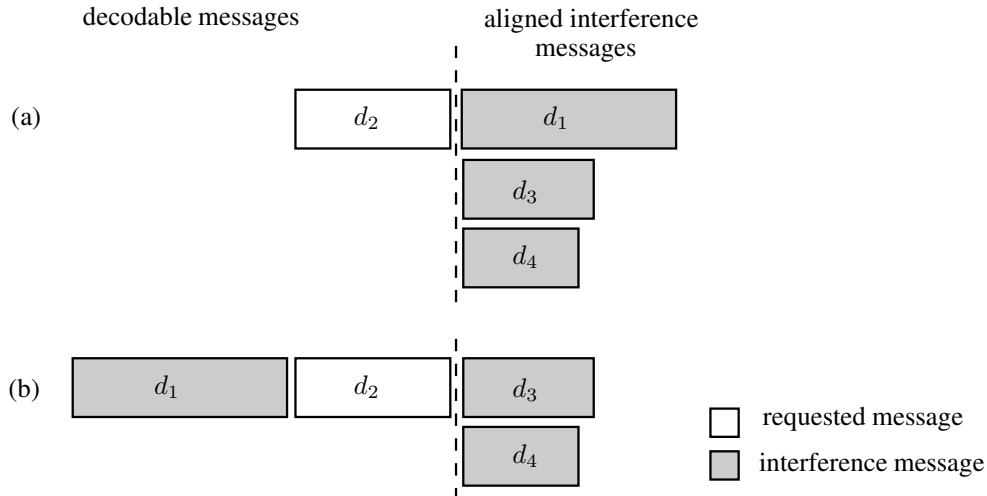 decodable messages
aligned interference
messages
(a)
d₂
d₁
d₃
d₄
(b)
d₁
d₂
d₃
d₄
requested message
interference message